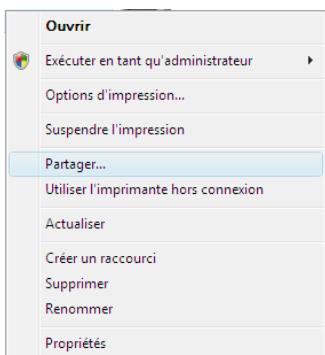 Ouvrir
Exécuter en tant qu'administrateur
Options d'impression...
Suspendre l'impression
Partager...
Utiliser l'imprimante hors connexion
Actualiser
Créer un raccourci
Supprimer
Renommer
Propriétés